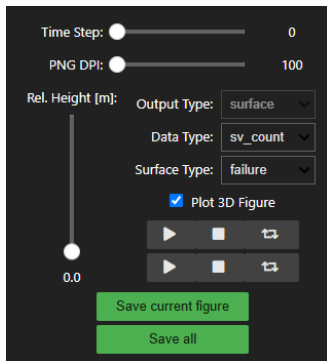 Time Step: 0
PNG DPI: 100
Rel. Height [m]: Output Type: surface
Data Type: sv_count
Surface Type: failure
Plot 3D Figure
0.0
Save current figure
Save all